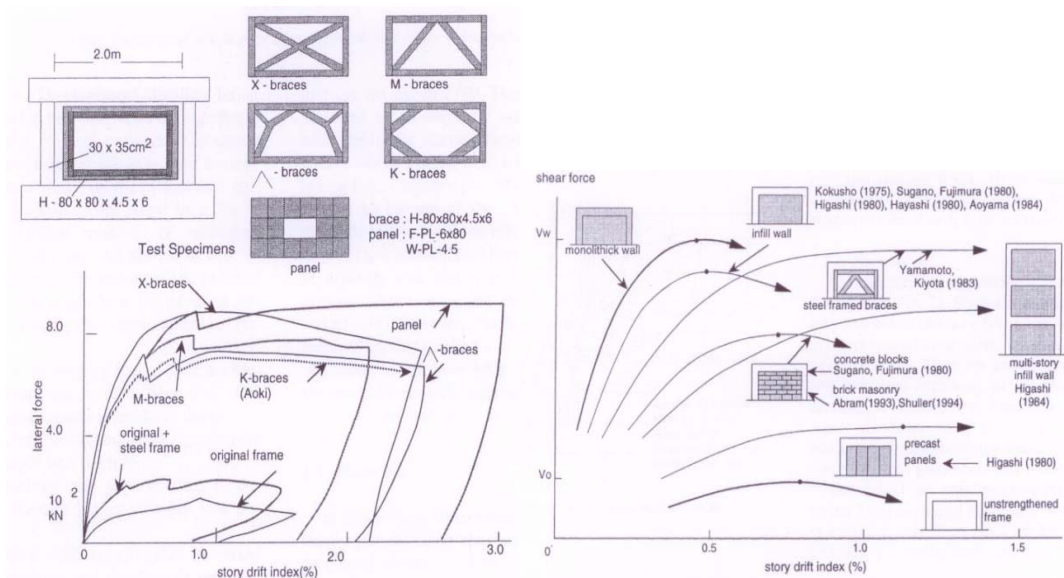 2.0m
30 x 35cm2
H - 80 x 80 x 4.5 x 6
X - braces
M - braces
/\ - braces
K - braces
brace : H-80x80x4.5x6
panel : F-PL-6x80
W-PL-4.5
panel
Test Specimens
X-braces
panel
/\-braces
K-braces
(Aoki)
M-braces
original +
steel frame
original frame
lateral force
8.0
4.0
10 2
kN
0
1.0
2.0
3.0
story drift index(%)
shear force
Vw
Vo
0
monolithick wall
infill wall
Kokusho (1975), Sugano, Fujimura (1980),
Higashi (1980), Hayashi (1980), Aoyama (1984)
Yamamoto,
Kiyota (1983)
steel framed braces
concrete blocks
Sugano, Fujimura (1980)
brick masonry
Abram(1993),Shuller(1994)
multi-story
infill wall
Higashi
(1984)
precast
panels
Higashi (1980)
unstrengthened
frame
0.5
1.0
1.5
story drift index (%)